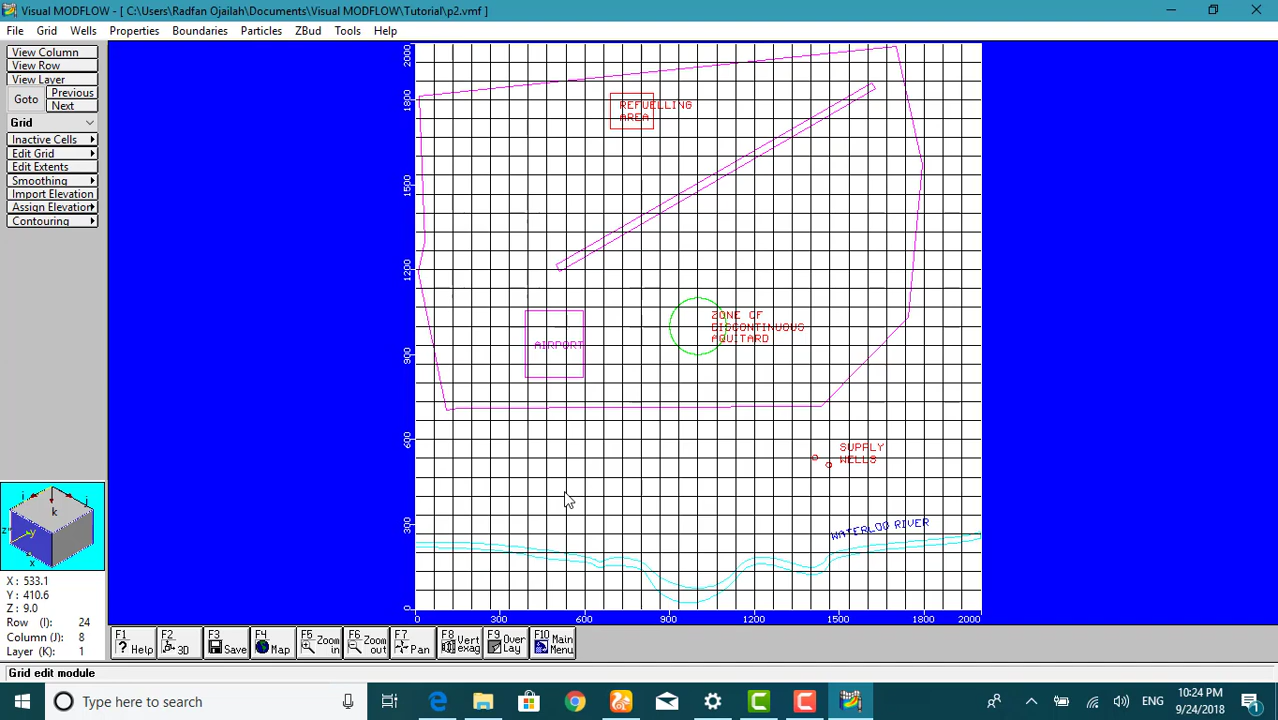 Visual MODFLOW - [ C:\Users\Radfan Ojailah\Documents\Visual MODFLOW\Tutorial\p2.vmf ]
File Grid Wells Properties Boundaries Particles ZBud Tools Help
View Column
View Row
View Layer
Goto
Previous
Next
Grid
Inactive Cells
Edit Grid
Edit Extents
Smoothing
Import Elevation
Assign Elevation
Contouring
2000
1800
1500
1200
900
600
300
0
REFUELLING
AREA
AIRPORT
ZONE OF
DISCONTINUOUS
AQUITARD
SUPPLY
WELLS
WATERLOO RIVER
0 300 600 900 1200 1500 1800 2000
i j
k
z
y
x
X : 533.1
Y : 410.6
Z : 9.0
Row (I): 24
Column (J): 8
Layer (K): 1
F1 ? Help
F2 3D
F3 Save
F4 Map
F5 Zoom in
F6 Zoom out
F7 Pan
F8 Vert exag
F9 Over Lay
F10 Main Menu
Grid edit module
Type here to search
ENG
10:24 PM
9/24/2018
1